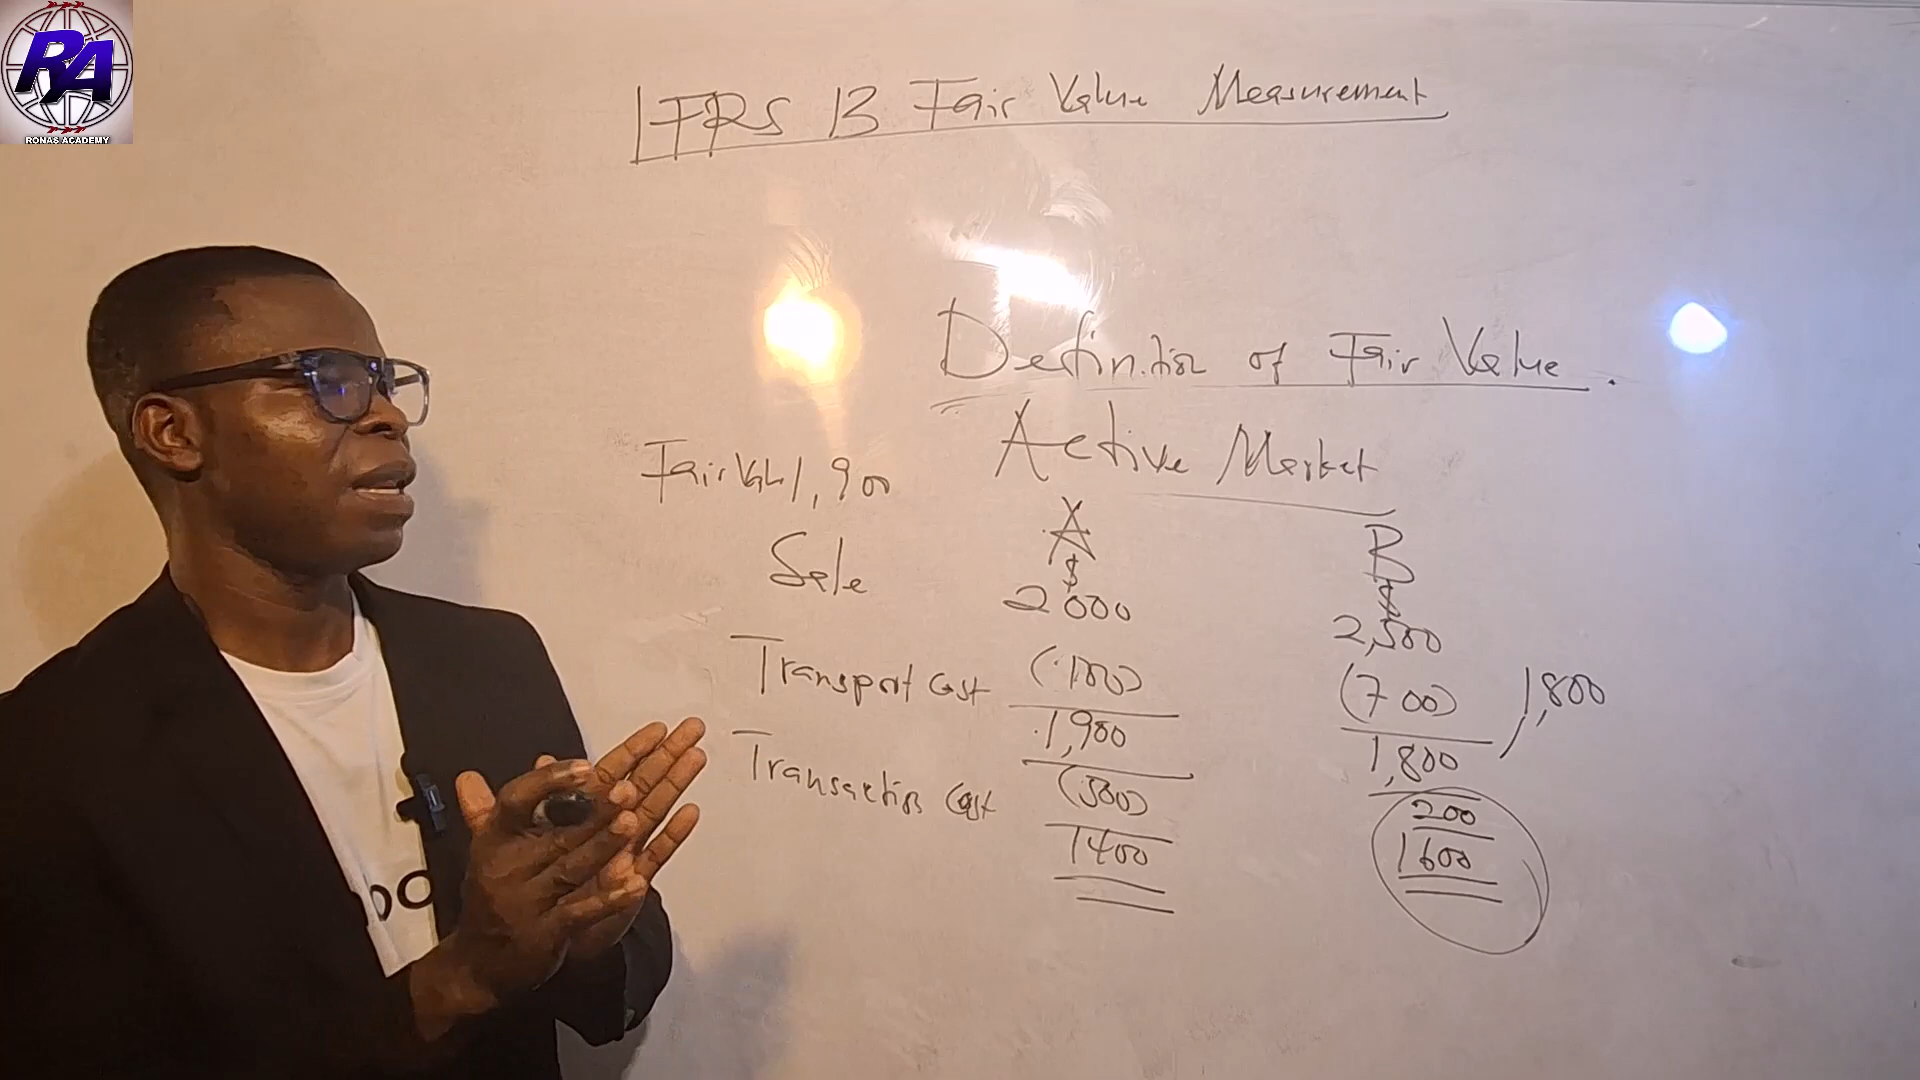 RA
RONAS ACADEMY
IFRS 13 Fair Value Measurement
Definition of Fair Value.
Active Market
Fair Val 1,900
A B
$ $
Sale 2000 2,500
Transport Cost (100) (700) 1,800
1,900 1,800
Transaction Cost (500) 200
1400 1600